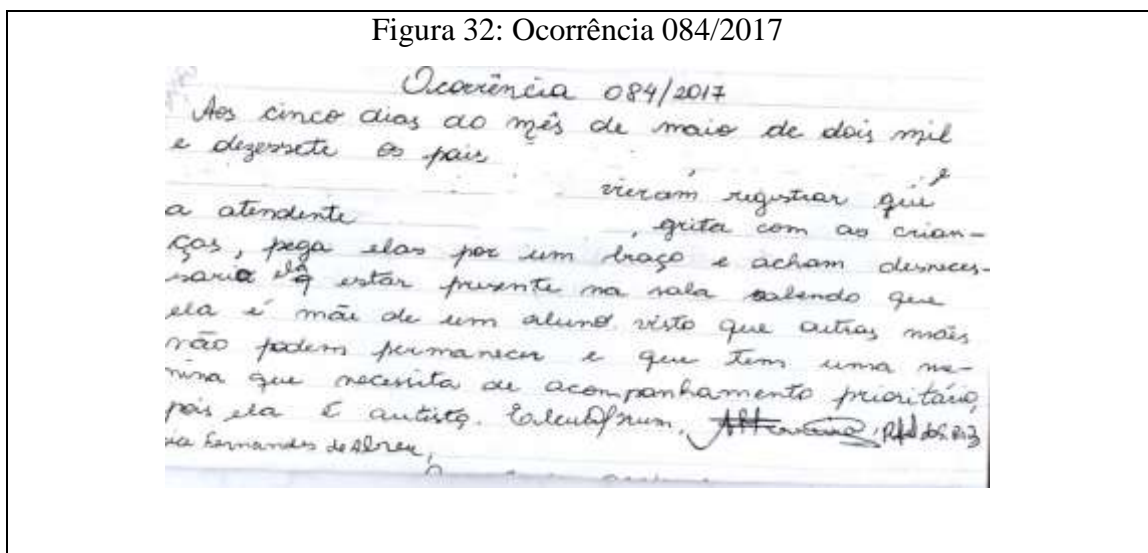 Figura 32: Ocorrência 084/2017
Ocorrência 084/2017
Aos cinco dias do mês de maio de dois mil
e dezessete os pais
vieram registrar que
a atendente , grita com as crian-
ças, pega elas por um braço e acham desneces-
saria ela estar presente na sala sabendo que
ela é mãe de um aluno visto que outras mães
não podem permanecer e que tem uma me-
nina que necessita de acompanhamento prioritário,
pois ela é autista.
Fernandes de Abreu,